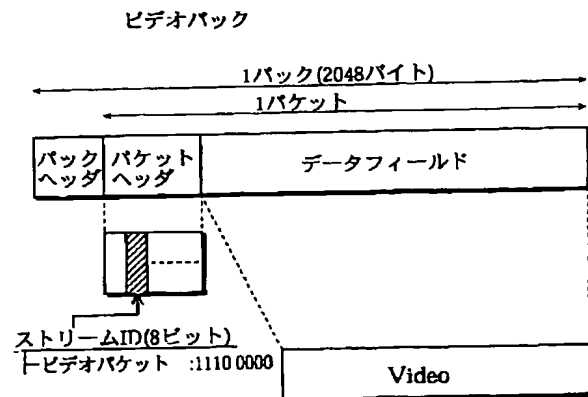 ビデオパック
1パック(2048バイト)
1パケット
パック
ヘッダ
パケット
ヘッダ
データフィールド
ストリームID(8ビット)
ビデオパケット :1110 0000
Video